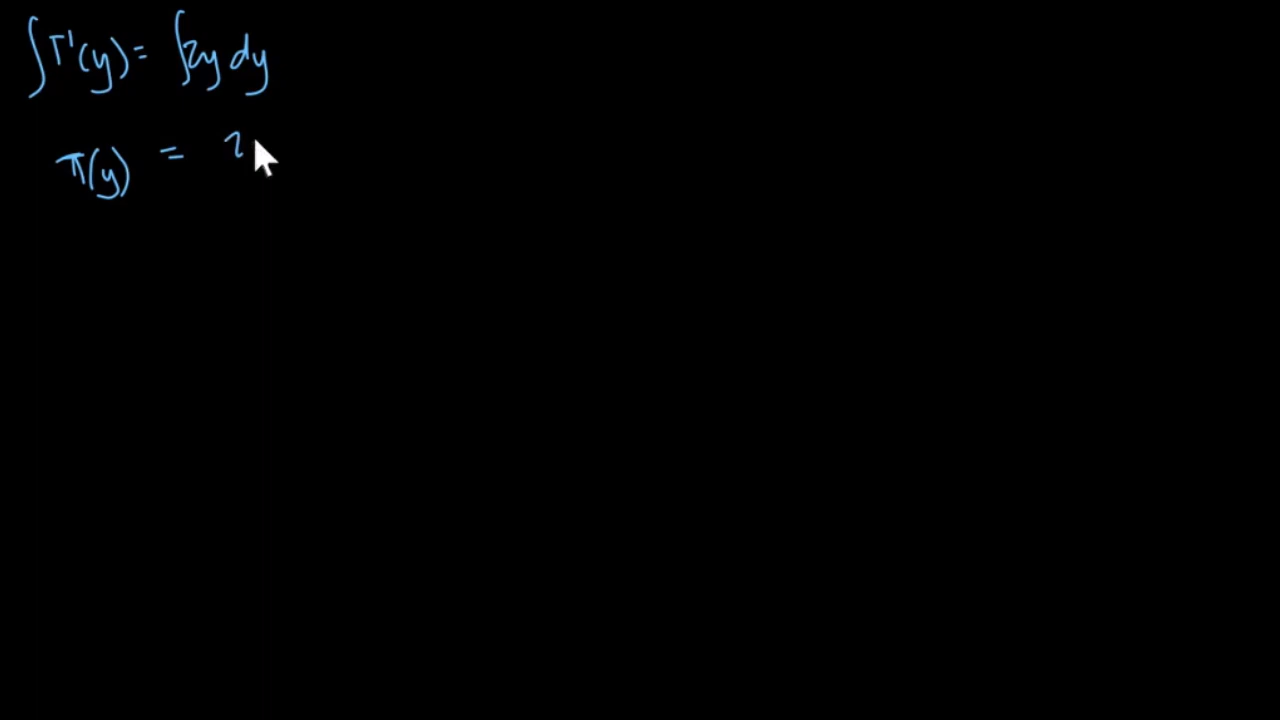 ∫π'(y) = ∫2y dy
π(y) = 2